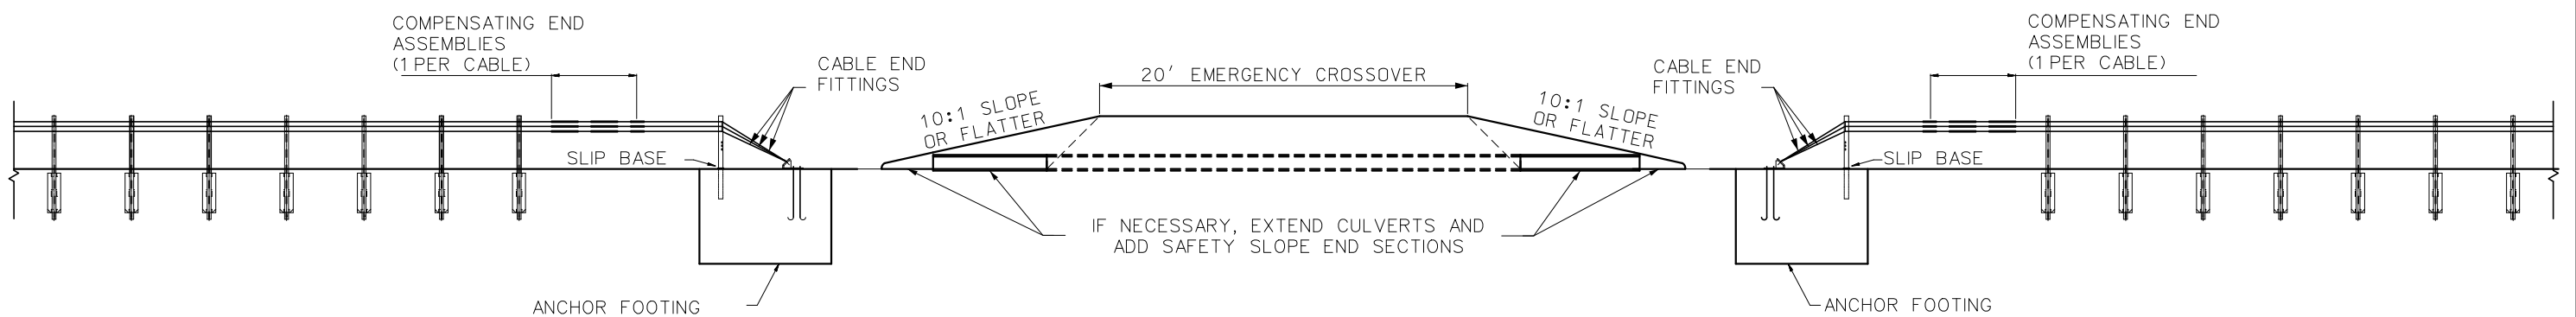 COMPENSATING END
ASSEMBLIES
(1 PER CABLE)
CABLE END
FITTINGS
SLIP BASE
ANCHOR FOOTING
10:1 SLOPE
OR FLATTER
20' EMERGENCY CROSSOVER
10:1 SLOPE
OR FLATTER
IF NECESSARY, EXTEND CULVERTS AND
ADD SAFETY SLOPE END SECTIONS
CABLE END
FITTINGS
COMPENSATING END
ASSEMBLIES
(1 PER CABLE)
SLIP BASE
ANCHOR FOOTING